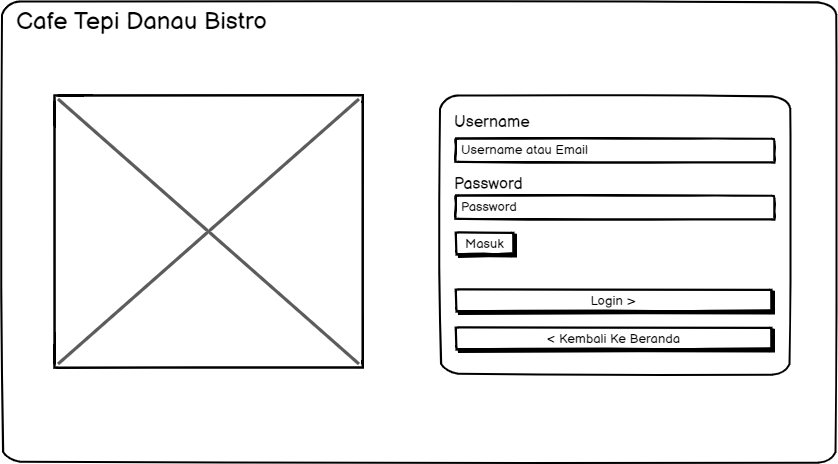 Cafe Tepi Danau Bistro
Username
Username atau Email
Password
Password
Masuk
Login >
< Kembali Ke Beranda